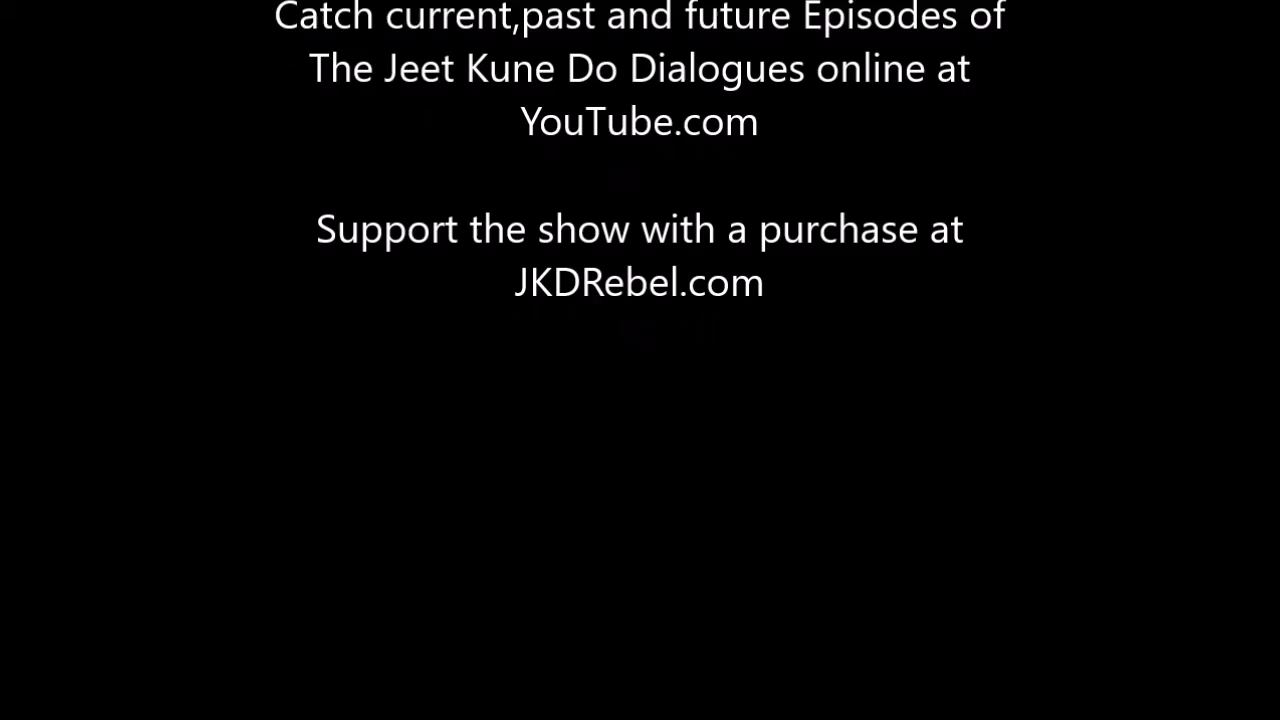 Catch current,past and future Episodes of
The Jeet Kune Do Dialogues online at
YouTube.com
Support the show with a purchase at
JKDRebel.com